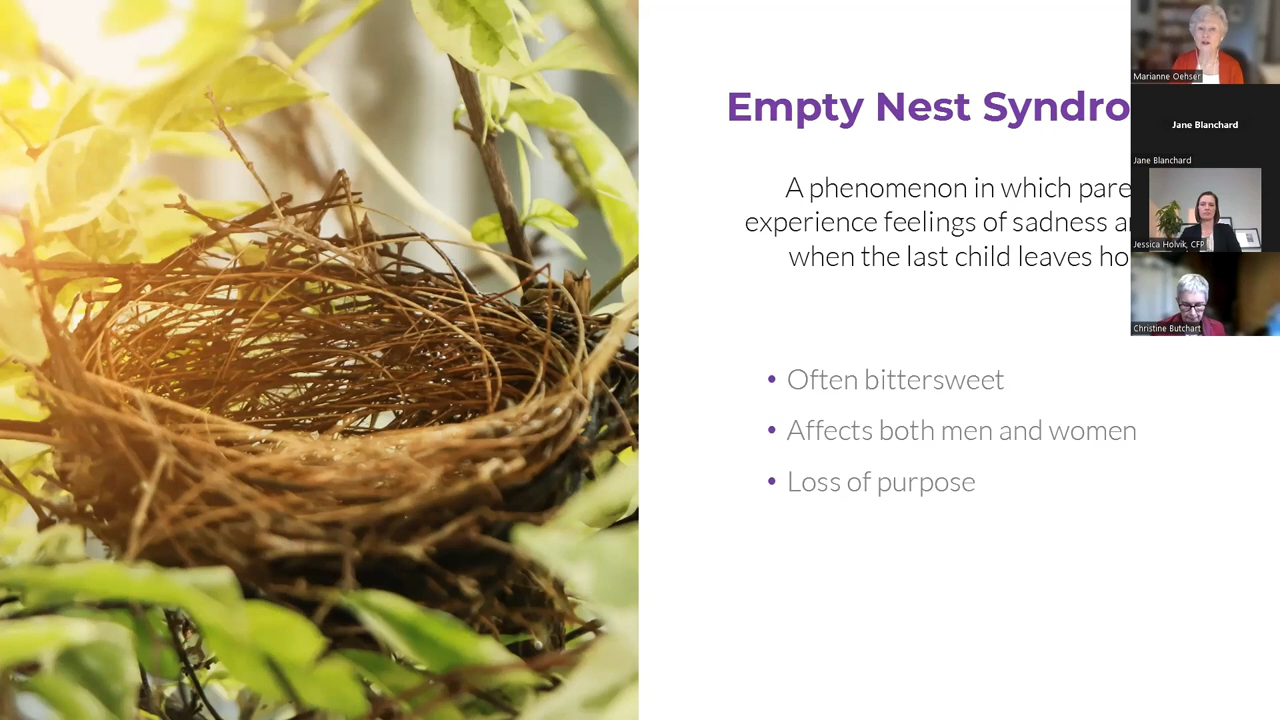 Empty Nest Syndro
A phenomenon in which pare
experience feelings of sadness a
when the last child leaves ho
• Often bittersweet
• Affects both men and women
• Loss of purpose
Marianne Oehser
Jane Blanchard
Jane Blanchard
Jessica Holvik, CFP
Christine Butchart